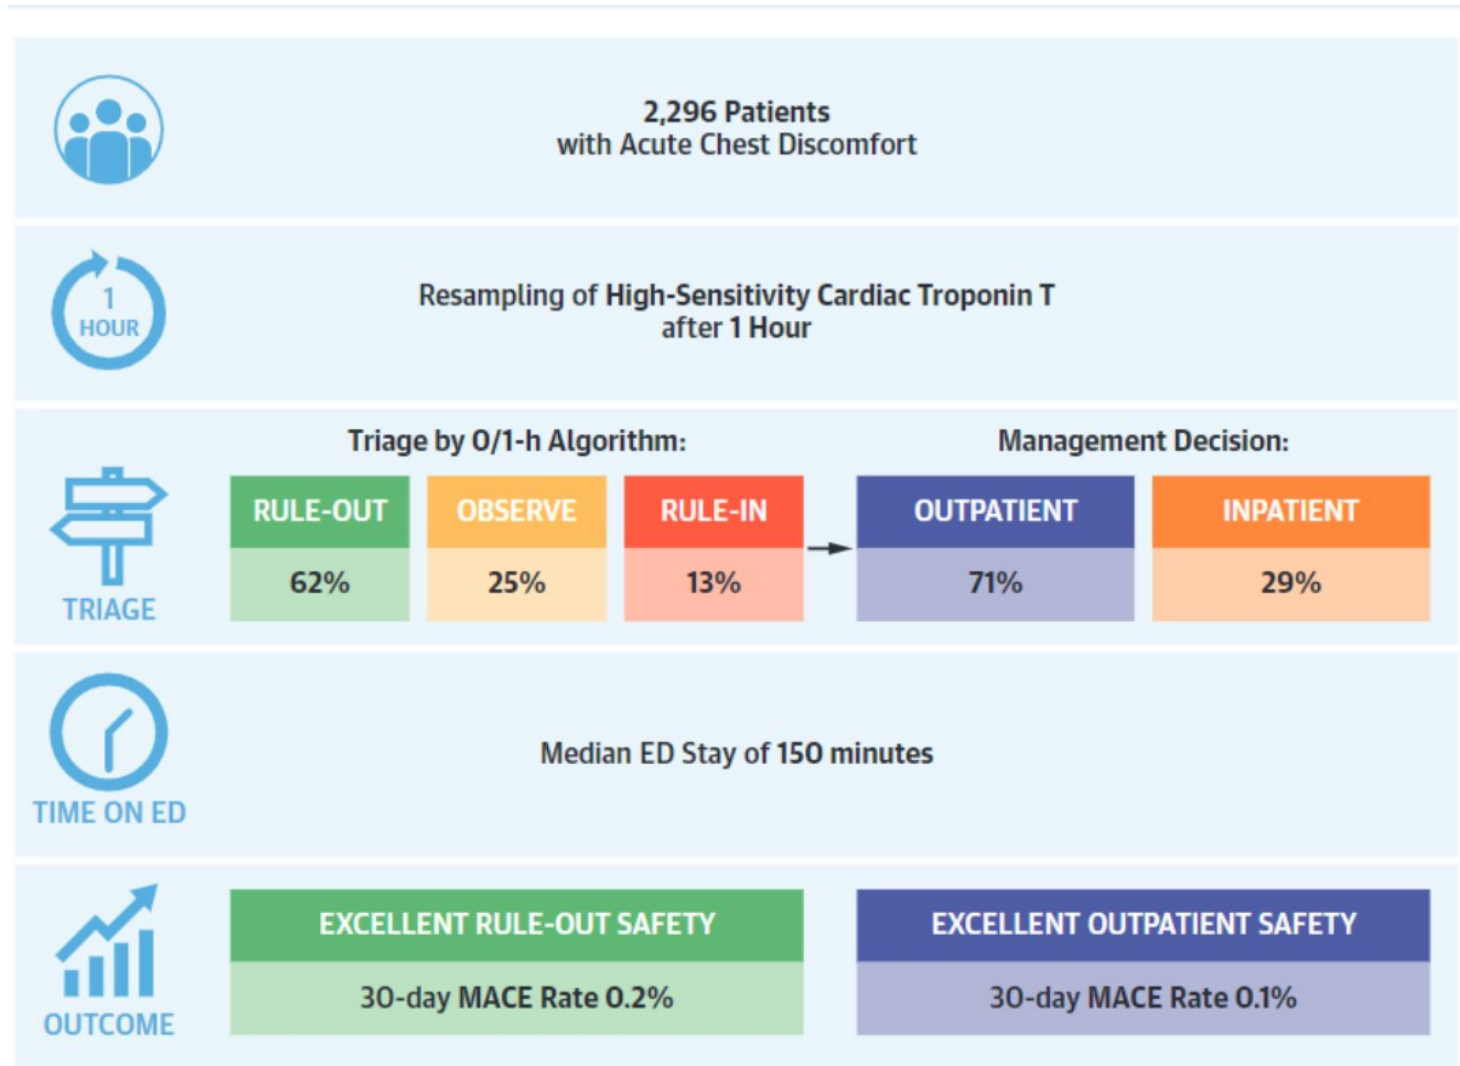 2,296 Patients
with Acute Chest Discomfort
1
HOUR
Resampling of High-Sensitivity Cardiac Troponin T
after 1 Hour
Triage by 0/1-h Algorithm:
Management Decision:
RULE-OUT
OBSERVE
RULE-IN
OUTPATIENT
INPATIENT
62%
25%
13%
71%
29%
TRIAGE
Median ED Stay of 150 minutes
TIME ON ED
EXCELLENT RULE-OUT SAFETY
EXCELLENT OUTPATIENT SAFETY
30-day MACE Rate 0.2%
30-day MACE Rate 0.1%
OUTCOME